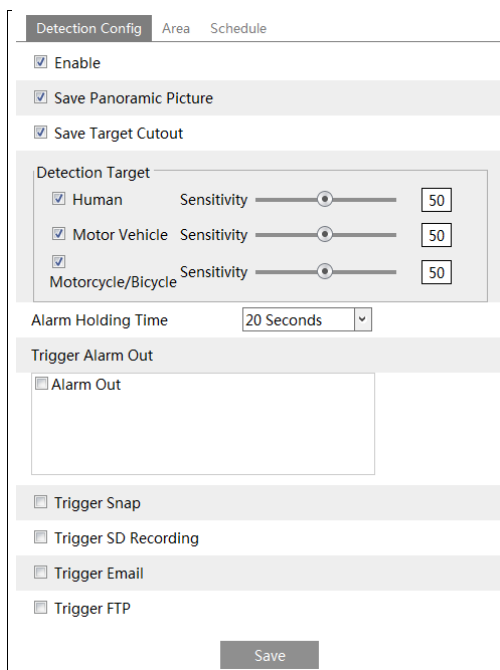 Detection Config Area Schedule
Enable
Save Panoramic Picture
Save Target Cutout
Detection Target
Human Sensitivity 50
Motor Vehicle Sensitivity 50
Motorcycle/Bicycle Sensitivity 50
Alarm Holding Time 20 Seconds
Trigger Alarm Out
Alarm Out
Trigger Snap
Trigger SD Recording
Trigger Email
Trigger FTP
Save